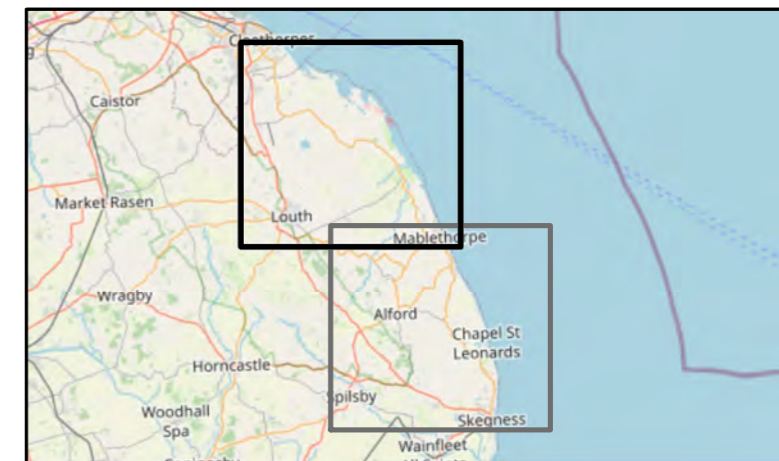 Cleethorpes
Caistor
Market Rasen
Louth
Mablethorpe
Wragby
Alford
Chapel St
Leonards
Horncastle
Spilsby
Woodhall
Spa
Skegness
Wainfleet